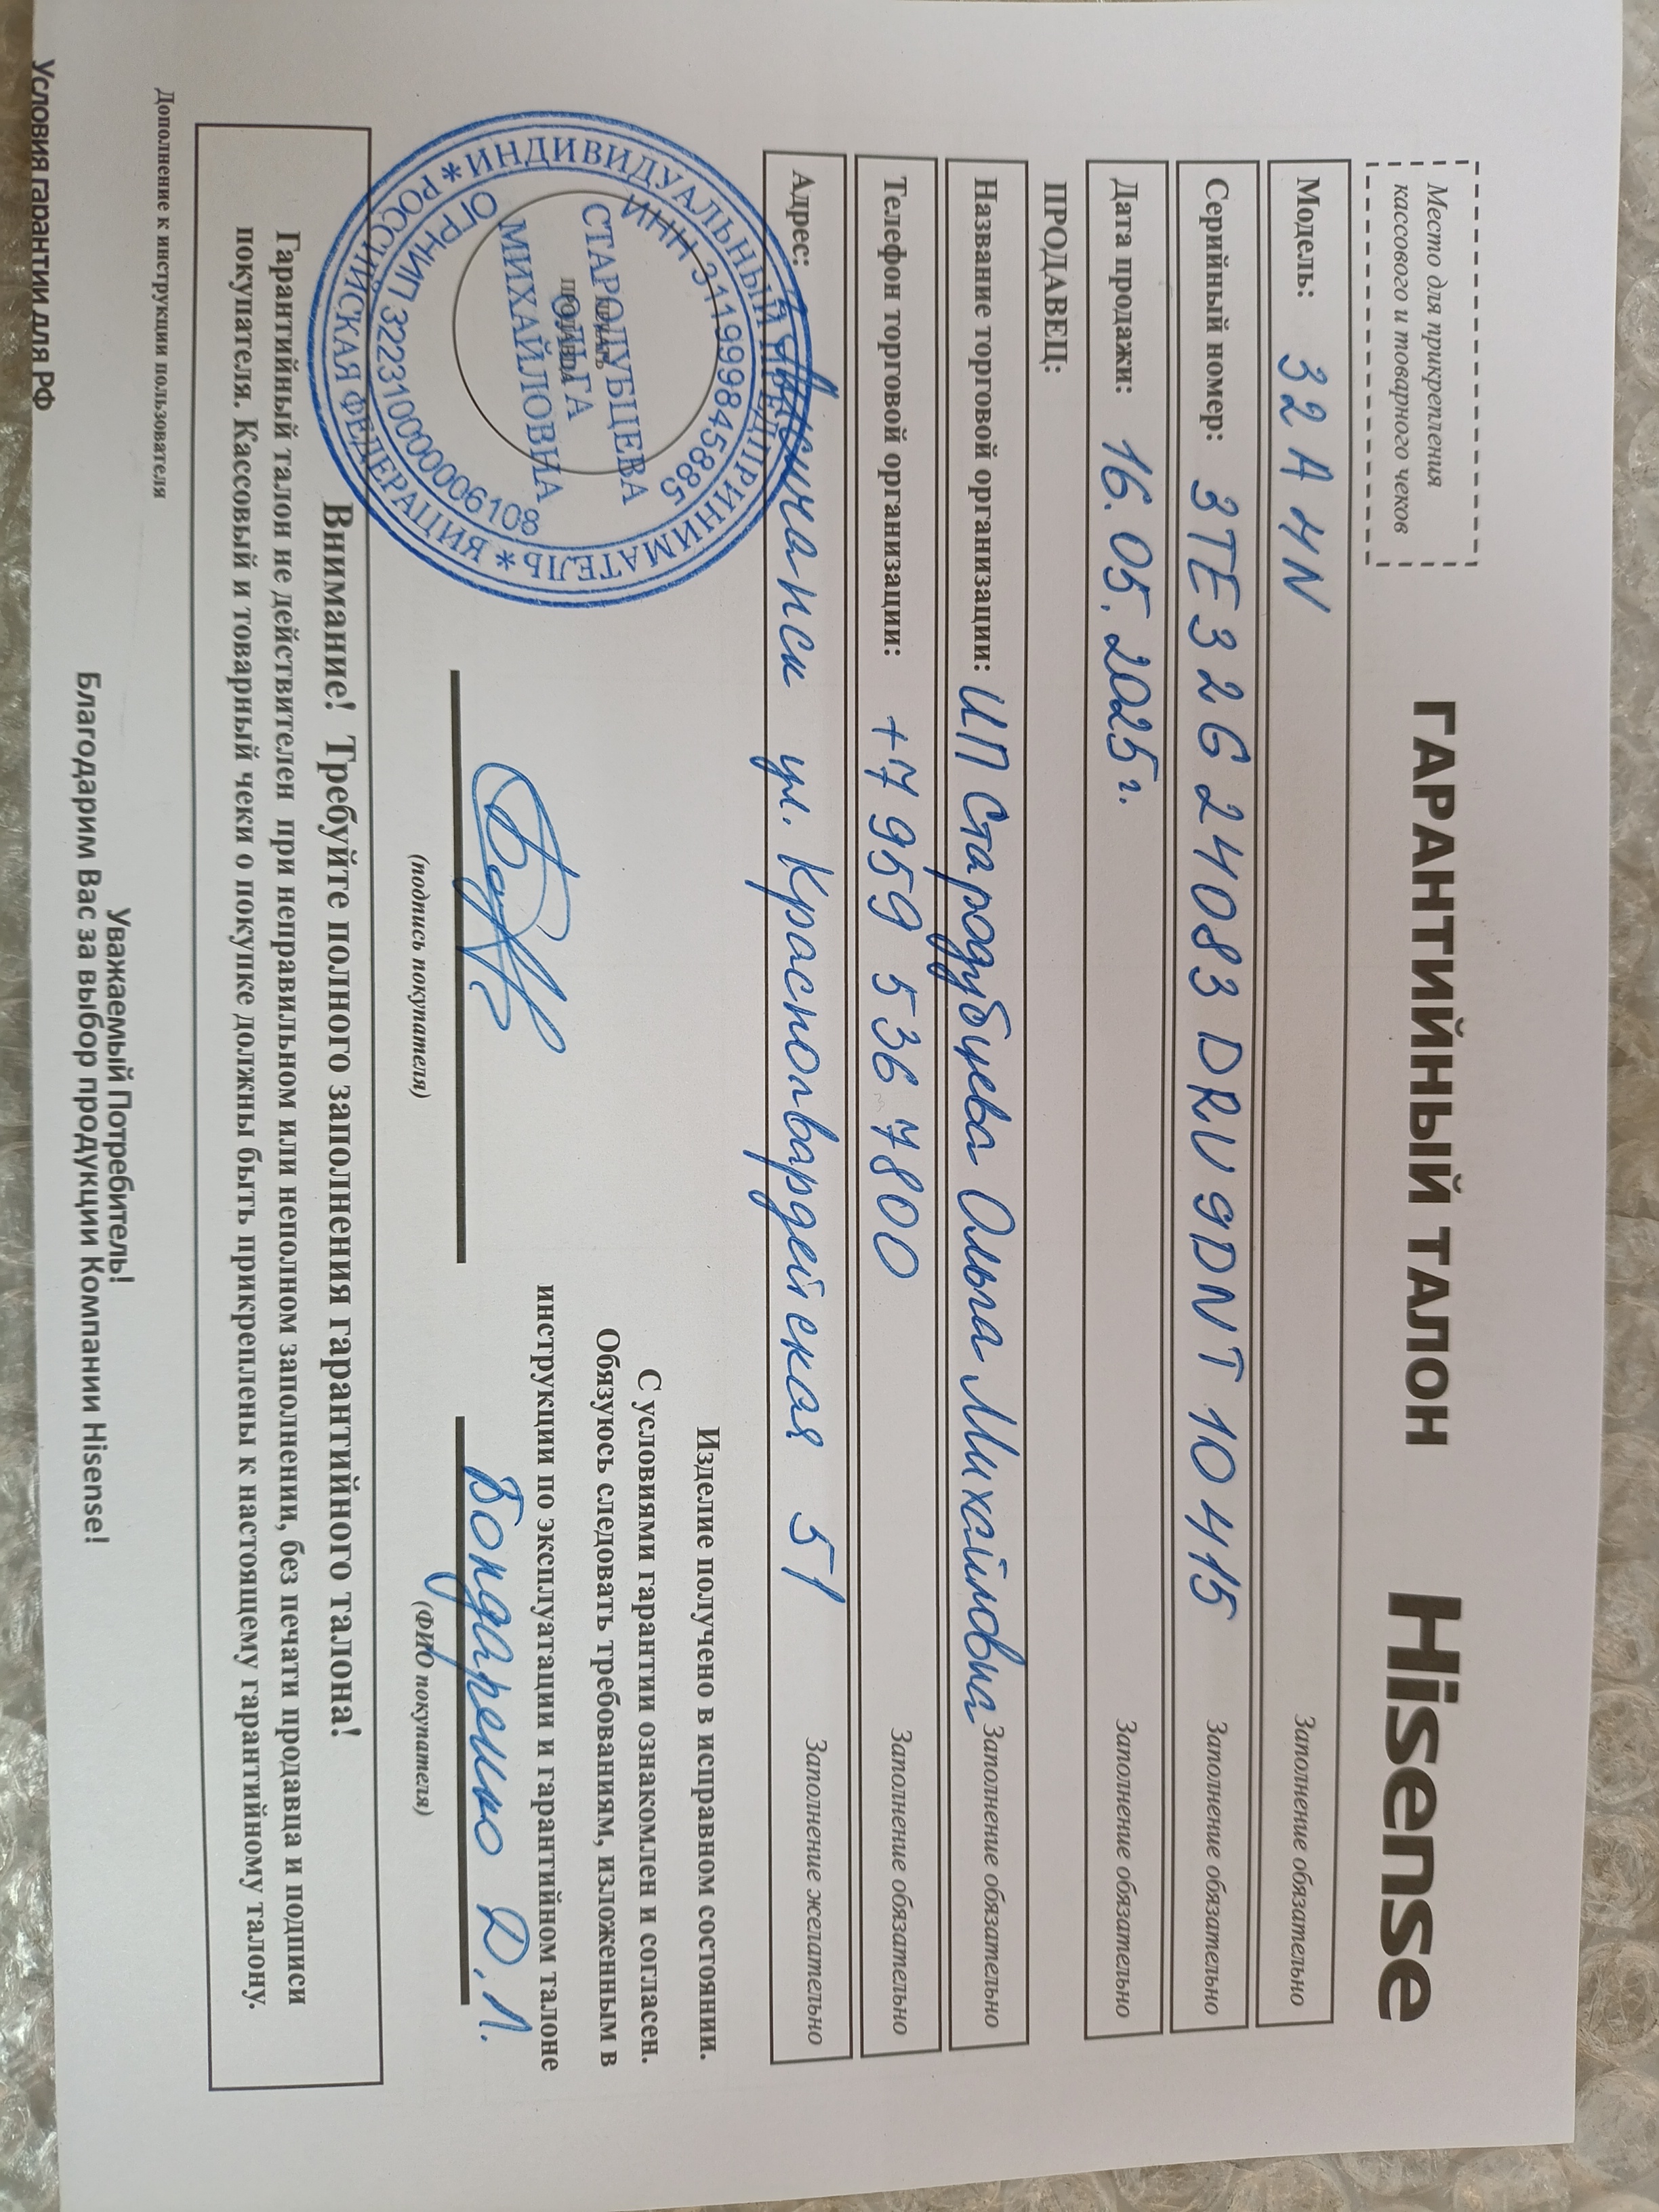 Место для прикрепления
кассового и товарного чеков
ГАРАНТИЙНЫЙ ТАЛОН
Hisense
Модель: 32A4N Заполнение обязательно
Серийный номер: 3TE32G24083DRV9DNT10415 Заполнение обязательно
Дата продажи: 16.05.2025г. Заполнение обязательно
ПРОДАВЕЦ:
Название торговой организации: ИП Стародубцева Ольга Михайловна Заполнение обязательно
Телефон торговой организации: +7 959 536 7800 Заполнение обязательно
Адрес: ул. Красногвардейская 51 Заполнение желательно
ИНДИВИДУАЛЬНЫЙ ПРЕДПРИНИМАТЕЛЬ * РОССИЙСКАЯ ФЕДЕРАЦИЯ *
ИНН 311999845885
СТАРОДУБЦЕВА
ОЛЬГА
МИХАЙЛОВНА
ОГРНИП 322310000006108
Изделие получено в исправном состоянии.
С условиями гарантии ознакомлен и согласен.
Обязуюсь следовать требованиям, изложенным в
инструкции по эксплуатации и гарантийном талоне
Бондаренко Д.Л.
(подпись покупателя)
(ФИО покупателя)
Внимание! Требуйте полного заполнения гарантийного талона!
Гарантийный талон не действителен при неправильном или неполном заполнении, без печати продавца и подписи
покупателя. Кассовый и товарный чеки о покупке должны быть прикреплены к настоящему гарантийному талону.
Дополнение к инструкции пользователя
Уважаемый Потребитель!
Благодарим Вас за выбор продукции Компании Hisense!
Условия гарантии для РФ